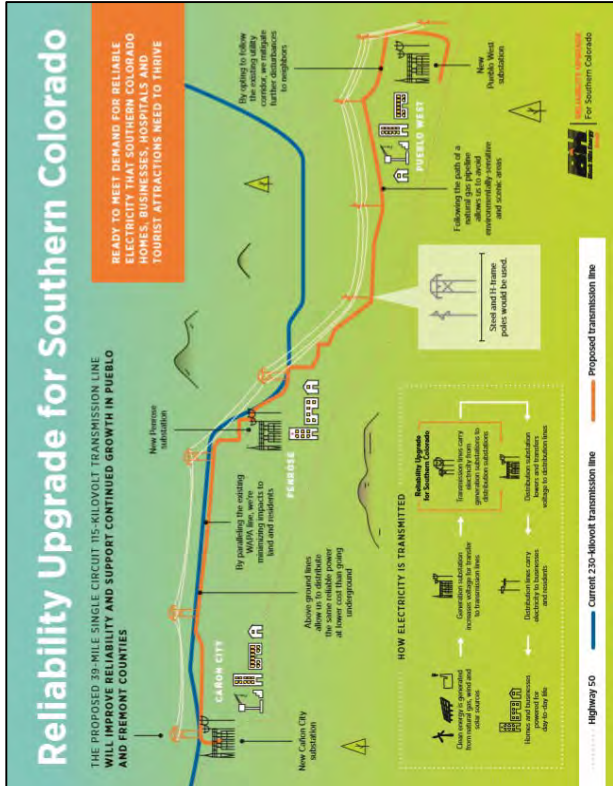 Reliability Upgrade for Southern Colorado
THE PROPOSED 39-MILE SINGLE CIRCUIT 115-KILOVOLT TRANSMISSION LINE
WILL IMPROVE RELIABILITY AND SUPPORT CONTINUED GROWTH IN PUEBLO
AND FREMONT COUNTIES
READY TO MEET DEMAND FOR RELIABLE
ELECTRICITY THAT SOUTHERN COLORADO
HOMES, BUSINESSES, HOSPITALS AND
TOURIST ATTRACTIONS NEED TO THRIVE
New Penrose
substation
By opting to follow
the existing utility
corridor, we mitigate
further disturbances
to neighbors
CAÑON CITY
New Cañon City
substation
By paralleling the existing
WAPA line, we're
minimizing impacts to
land and residents
PENROSE
Above ground lines
allow us to distribute
the same reliable power
at lower cost than going
underground
PUEBLO WEST
New
Pueblo West
substation
Following the path of a
natural gas pipeline
allows us to avoid
environmentally-sensitive
and scenic areas
Steel and H-frame
poles would be used.
HOW ELECTRICITY IS TRANSMITTED
Clean energy is generated
from natural gas, wind and
solar sources
Generation substation
increases voltage for transfer
to transmission lines
Reliability Upgrade
for Southern Colorado
Transmission lines carry
electricity from
generation substations to
distribution substations
Homes and businesses
powered for
day-to-day life
Distribution lines carry
electricity to businesses
and residents
Distribution substation
lowers and transfers
voltage to distribution lines
BH
Black Hills Energy
RELIABILITY UPGRADE
For Southern Colorado
Highway 50
Current 230-kilovolt transmission line
Proposed transmission line